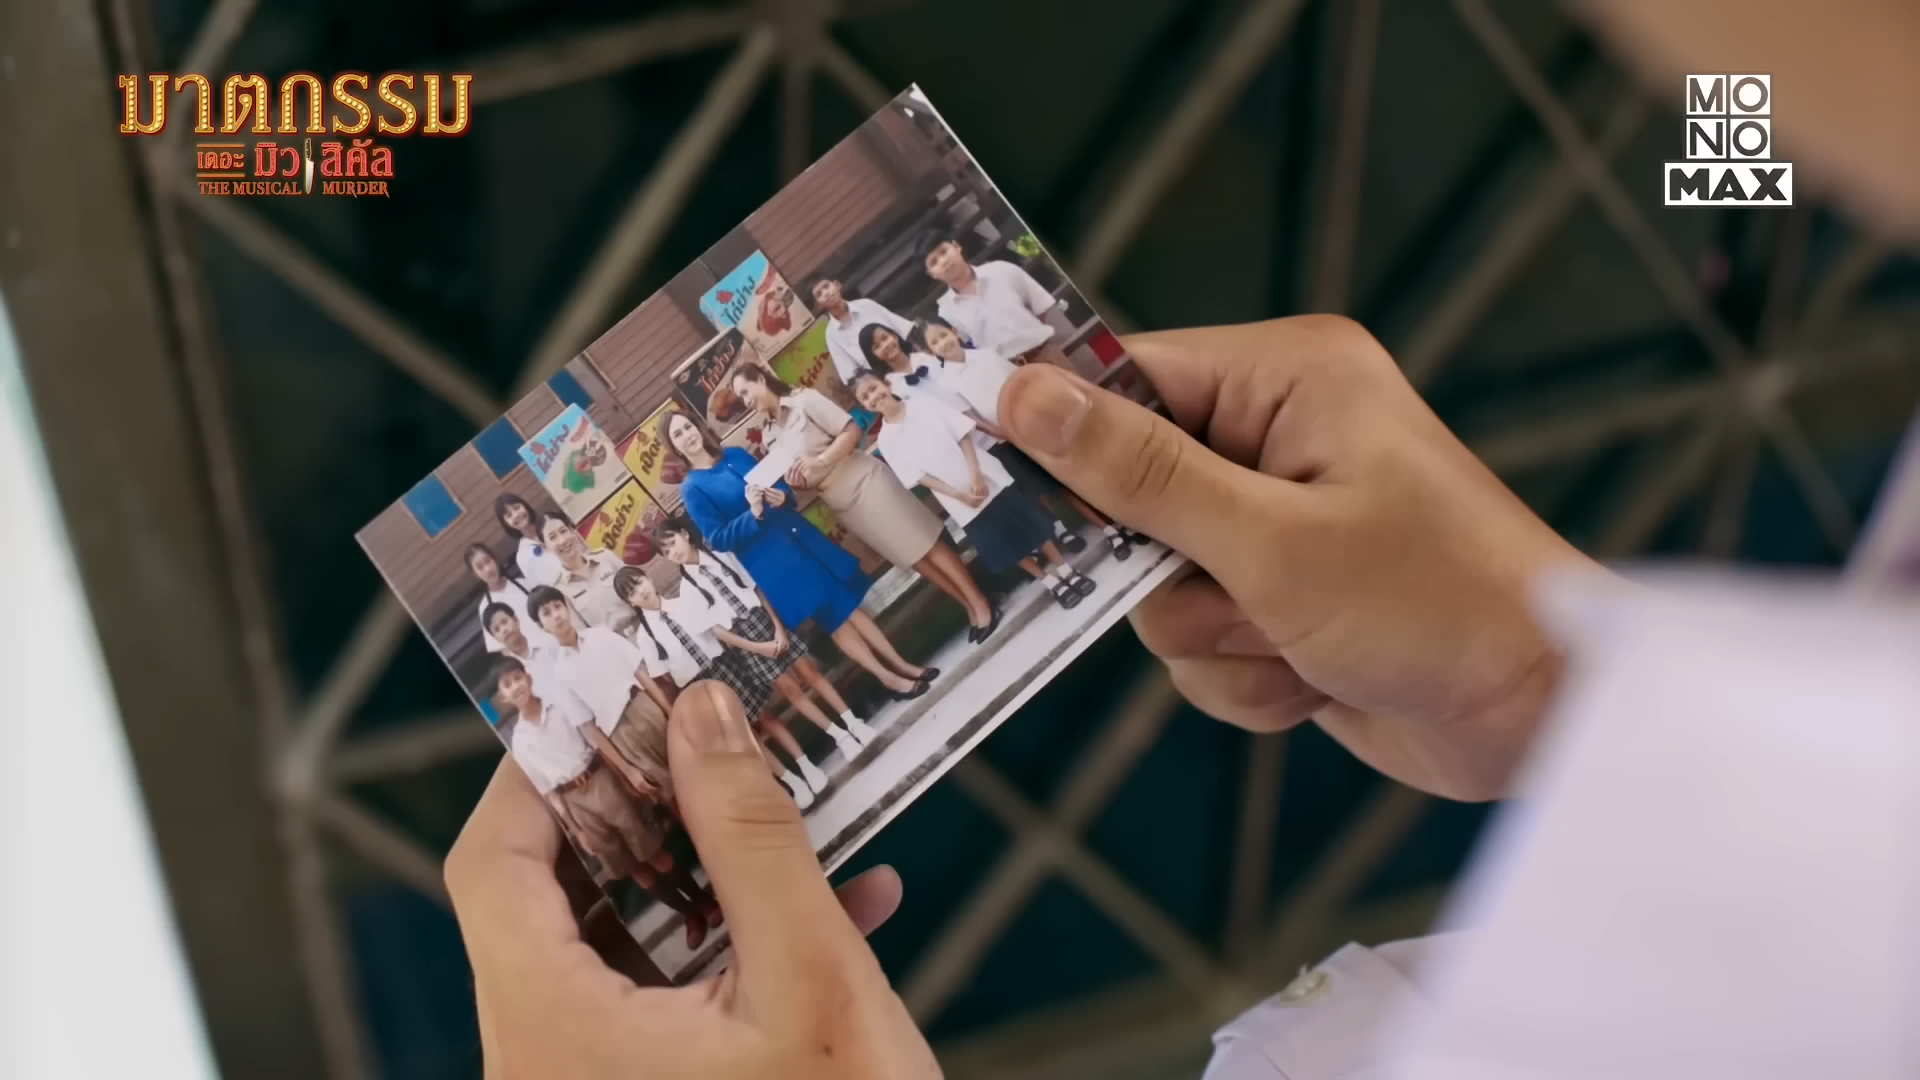 ฆาตกรรม
เดอะ มิวสิคัล
THE MUSICAL MURDER
MO
NO
MAX
ไก่ย่าง
ไก่ย่าง
ไก่ย่าง